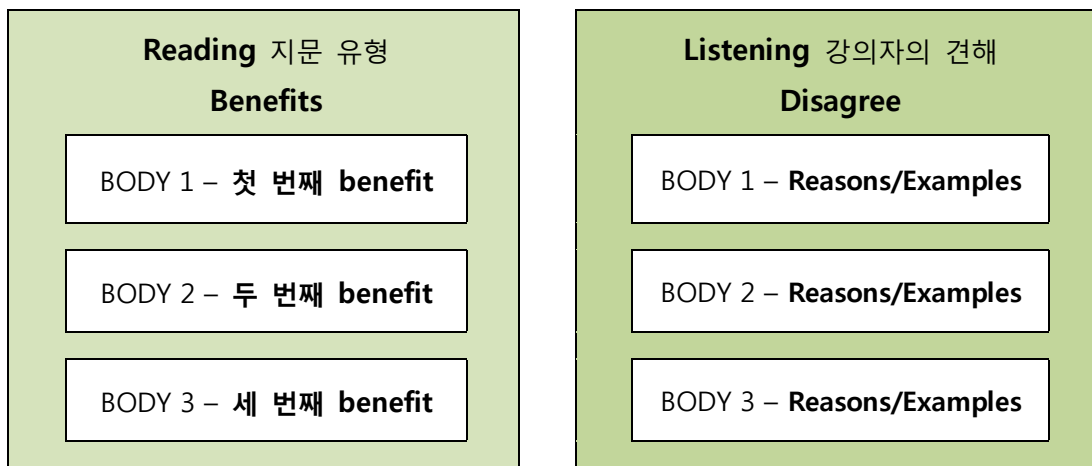 Reading 지문 유형
Benefits
BODY 1 – 첫 번째 benefit
BODY 2 – 두 번째 benefit
BODY 3 – 세 번째 benefit
Listening 강의자의 견해
Disagree
BODY 1 – Reasons/Examples
BODY 2 – Reasons/Examples
BODY 3 – Reasons/Examples